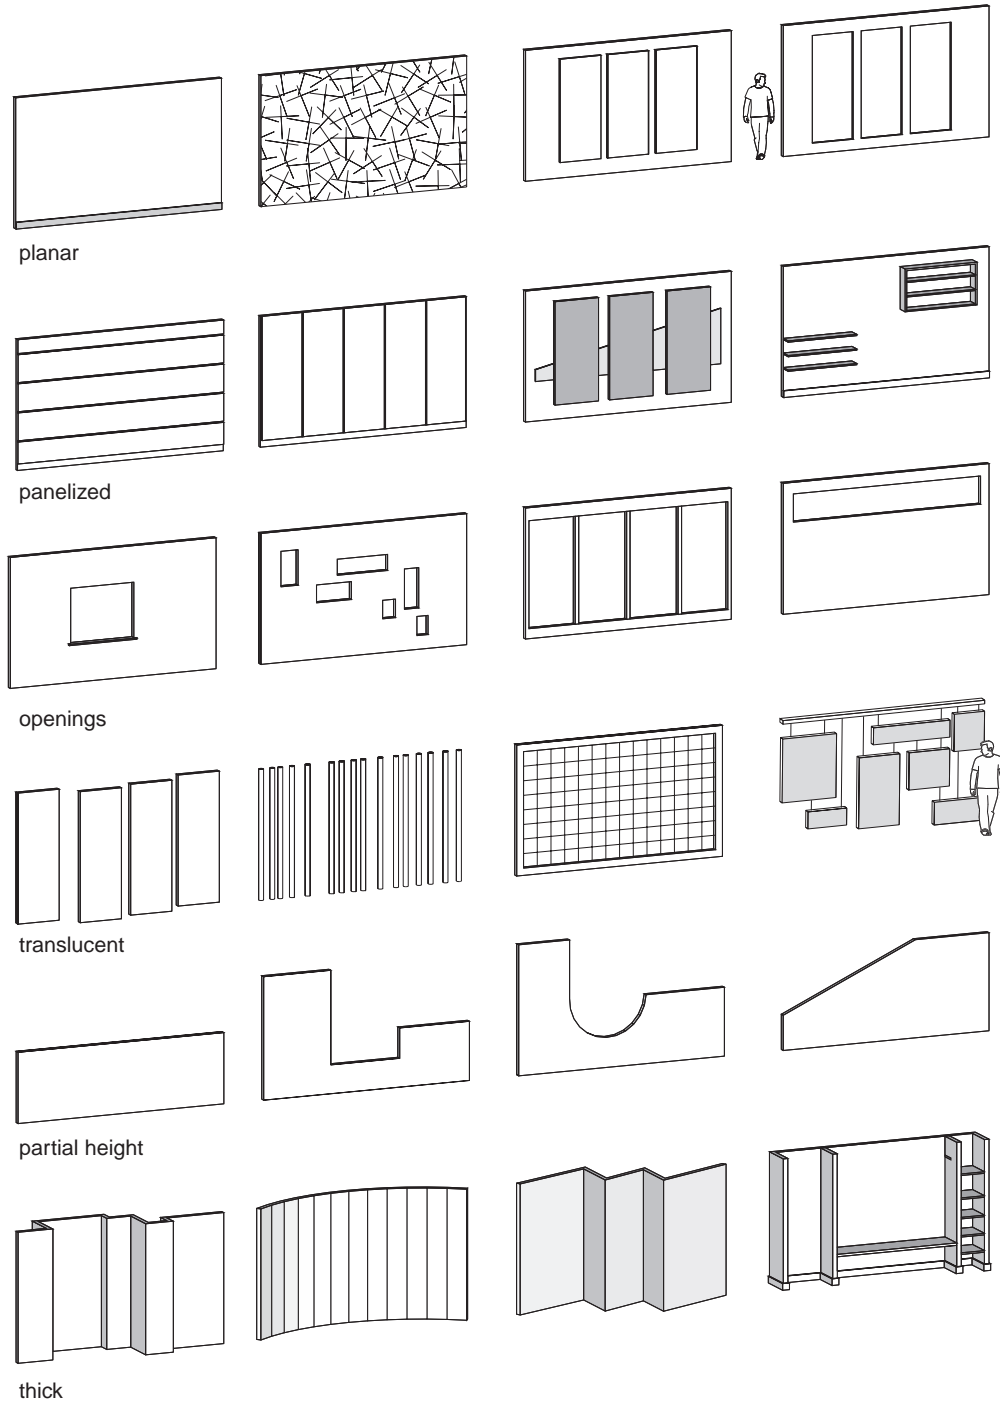 planar
panelized
openings
translucent
partial height
thick